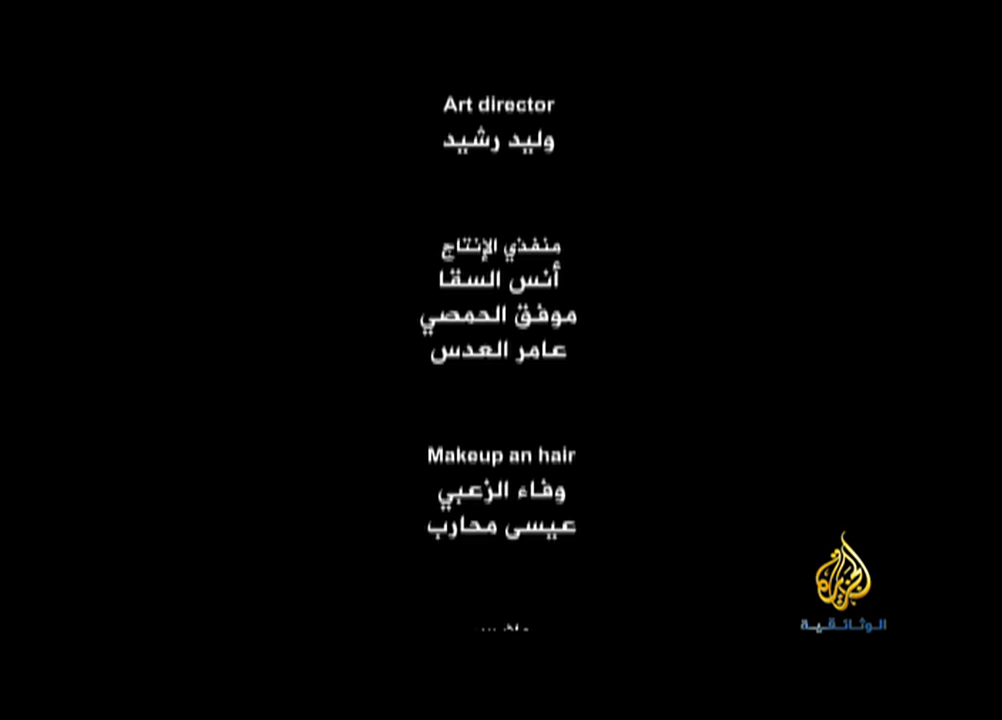 Art director
وليد رشيد
منفذي الإنتاج
أنس السقا
موفق الحمصي
عامر العدس
Makeup an hair
وفاء الزعبي
عيسى محارب
الجزيرة
الوثائقية